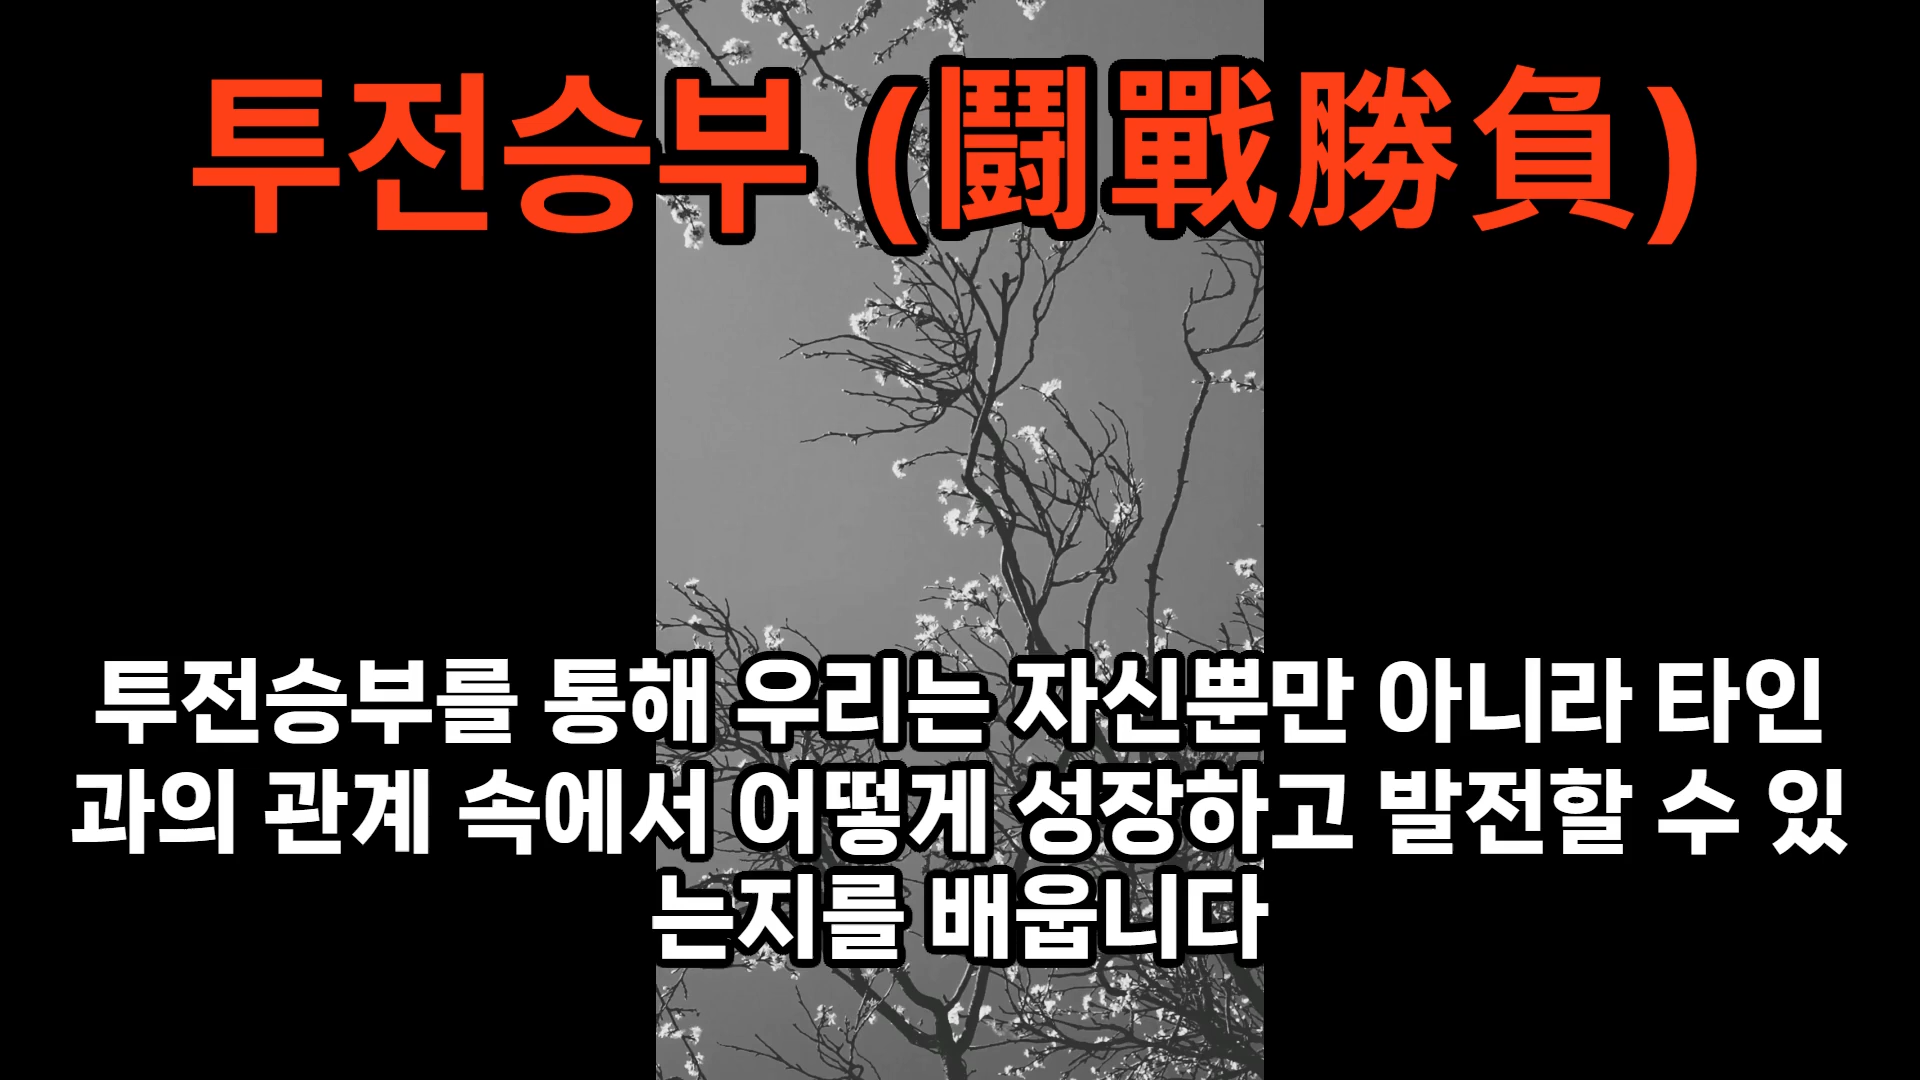 투전승부 (鬪戰勝負)
투전승부를 통해 우리는 자신뿐만 아니라 타인
과의 관계 속에서 어떻게 성장하고 발전할 수 있
는지를 배웁니다